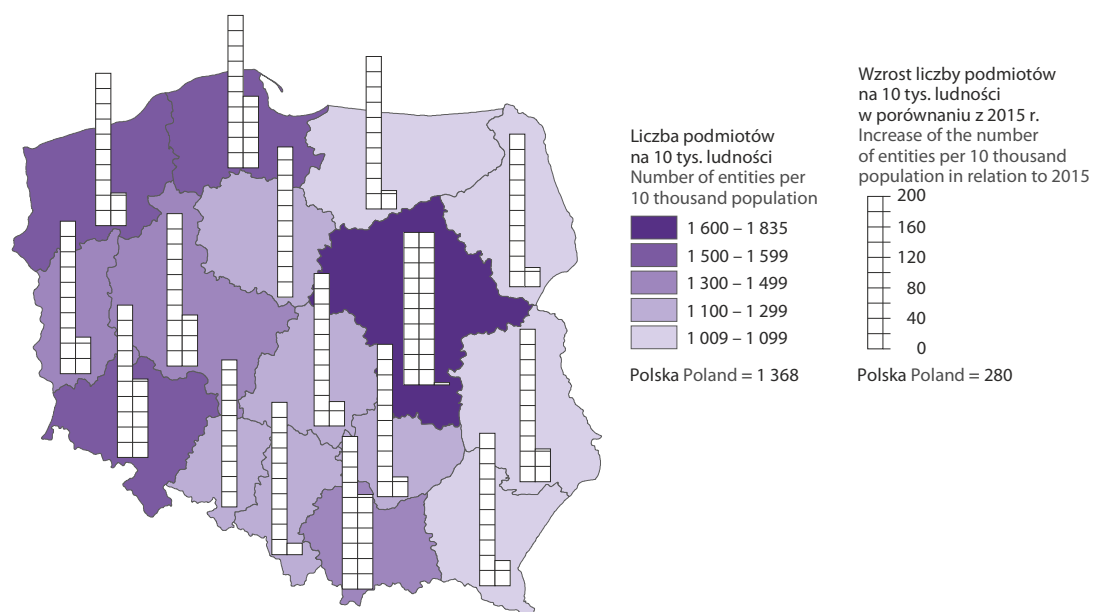 Liczba podmiotów
na 10 tys. ludności
Number of entities per
10 thousand population
1 600 – 1 835
1 500 – 1 599
1 300 – 1 499
1 100 – 1 299
1 009 – 1 099
Polska Poland = 1 368
Wzrost liczby podmiotów
na 10 tys. ludności
w porównaniu z 2015 r.
Increase of the number
of entities per 10 thousand
population in relation to 2015
200
160
120
80
40
0
Polska Poland = 280